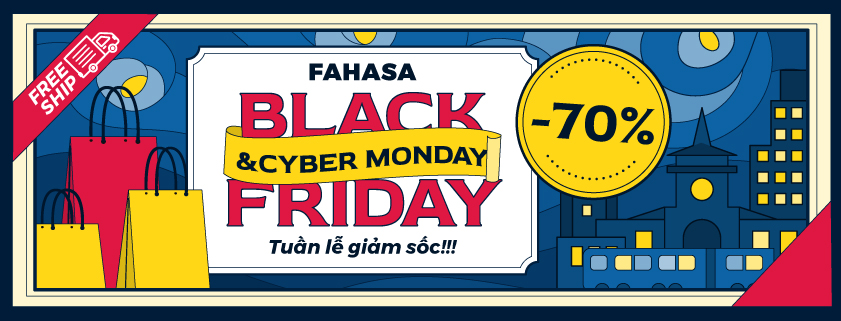 FREE
SHIP
FAHASA
BLACK
&CYBER MONDAY
FRIDAY
Tuần lễ giảm sốc!!!
-70%